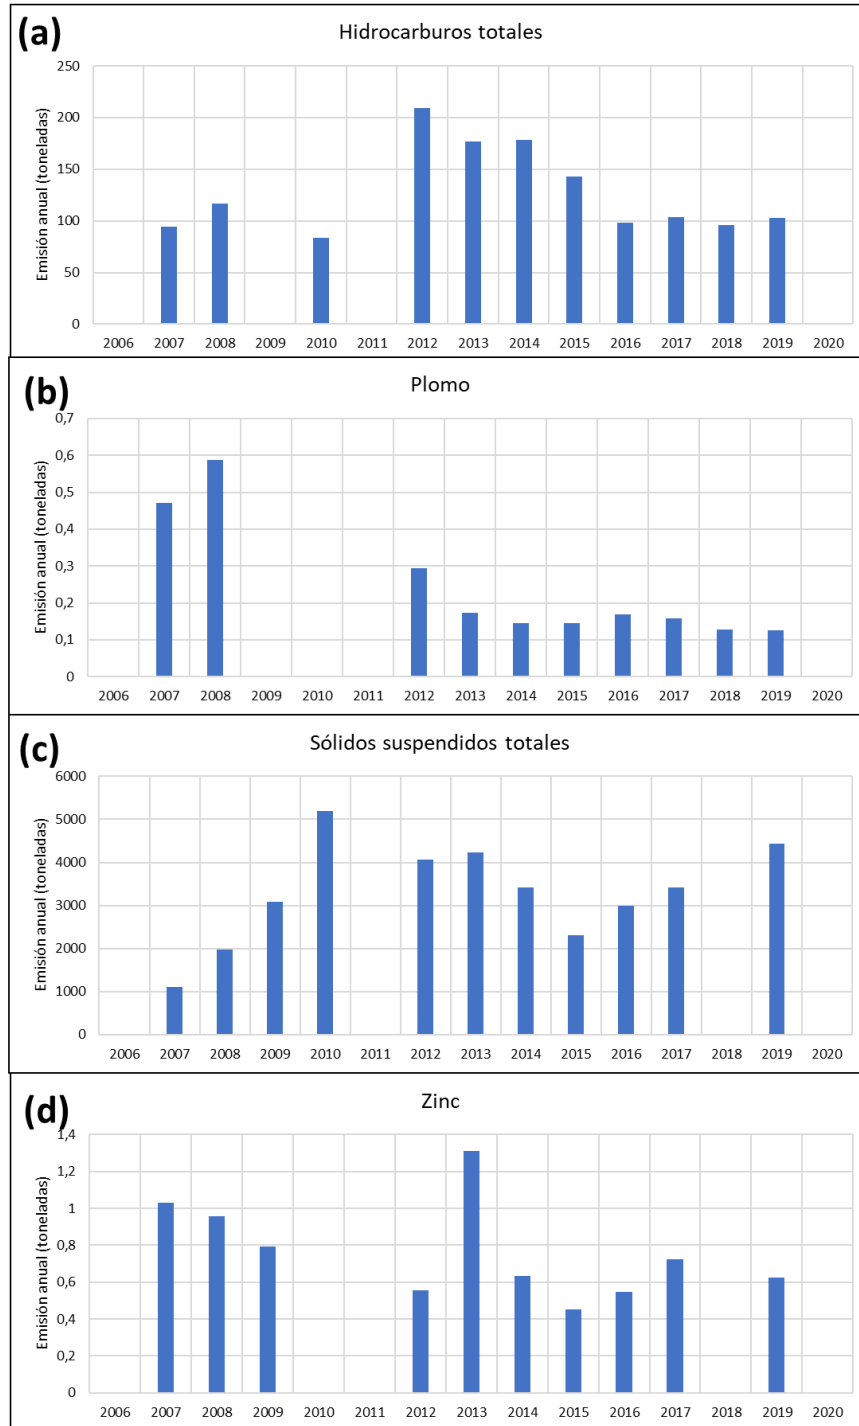 (a)
Hidrocarburos totales
Emisión anual (toneladas)
250
200
150
100
50
0
2006 2007 2008 2009 2010 2011 2012 2013 2014 2015 2016 2017 2018 2019 2020
(b)
Plomo
Emisión anual (toneladas)
0,7
0,6
0,5
0,4
0,3
0,2
0,1
0
2006 2007 2008 2009 2010 2011 2012 2013 2014 2015 2016 2017 2018 2019 2020
(c)
Sólidos suspendidos totales
Emisión anual (toneladas)
6000
5000
4000
3000
2000
1000
0
2006 2007 2008 2009 2010 2011 2012 2013 2014 2015 2016 2017 2018 2019 2020
(d)
Zinc
Emisión anual (toneladas)
1,4
1,2
1
0,8
0,6
0,4
0,2
0
2006 2007 2008 2009 2010 2011 2012 2013 2014 2015 2016 2017 2018 2019 2020